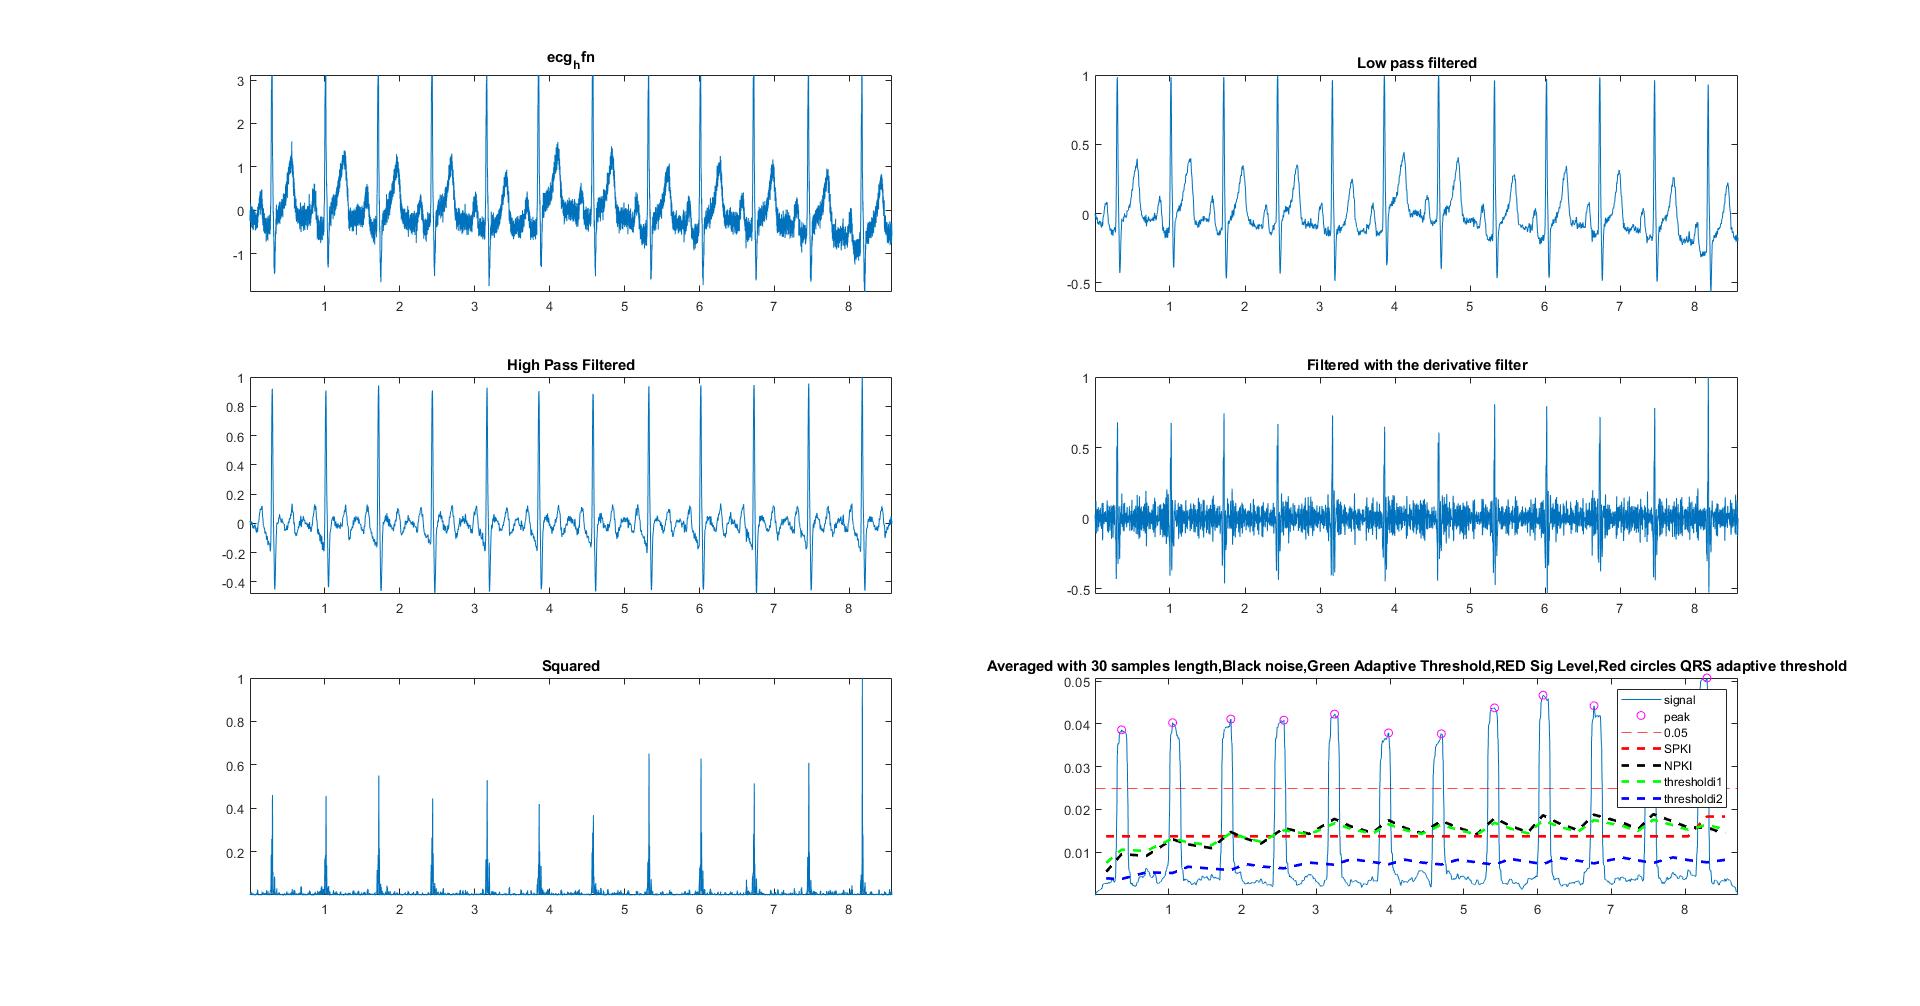 ecg_hfn
3
2
1
0
-1
1 2 3 4 5 6 7 8
Low pass filtered
1
0.5
0
-0.5
1 2 3 4 5 6 7 8
High Pass Filtered
1
0.8
0.6
0.4
0.2
0
-0.2
-0.4
1 2 3 4 5 6 7 8
Filtered with the derivative filter
1
0.5
0
-0.5
1 2 3 4 5 6 7 8
Squared
1
0.8
0.6
0.4
0.2
1 2 3 4 5 6 7 8
Averaged with 30 samples length,Black noise,Green Adaptive Threshold,RED Sig Level,Red circles QRS adaptive threshold
0.05
0.04
0.03
0.02
0.01
1 2 3 4 5 6 7 8
signal
peak
0.05
SPKI
NPKI
thresholdi1
thresholdi2